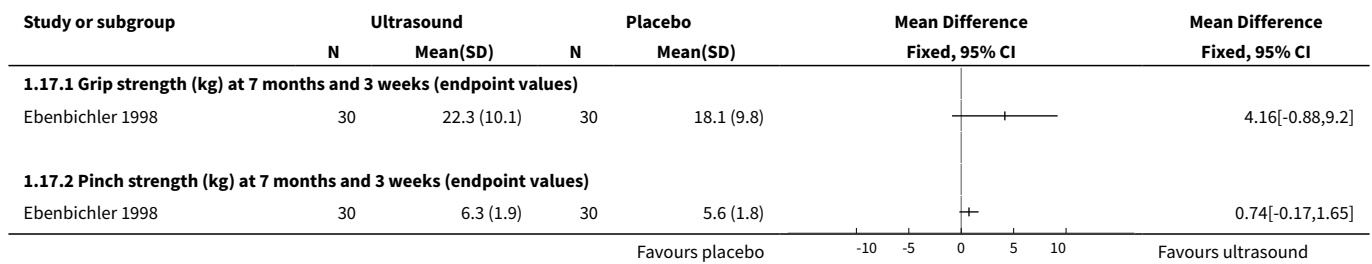 Study or subgroup Ultrasound Placebo Mean Difference Mean Difference
N Mean(SD) N Mean(SD) Fixed, 95% CI Fixed, 95% CI
1.17.1 Grip strength (kg) at 7 months and 3 weeks (endpoint values)
Ebenbichler 1998 30 22.3 (10.1) 30 18.1 (9.8) 4.16[-0.88,9.2]
1.17.2 Pinch strength (kg) at 7 months and 3 weeks (endpoint values)
Ebenbichler 1998 30 6.3 (1.9) 30 5.6 (1.8) 0.74[-0.17,1.65]
Favours placebo -10 -5 0 5 10 Favours ultrasound